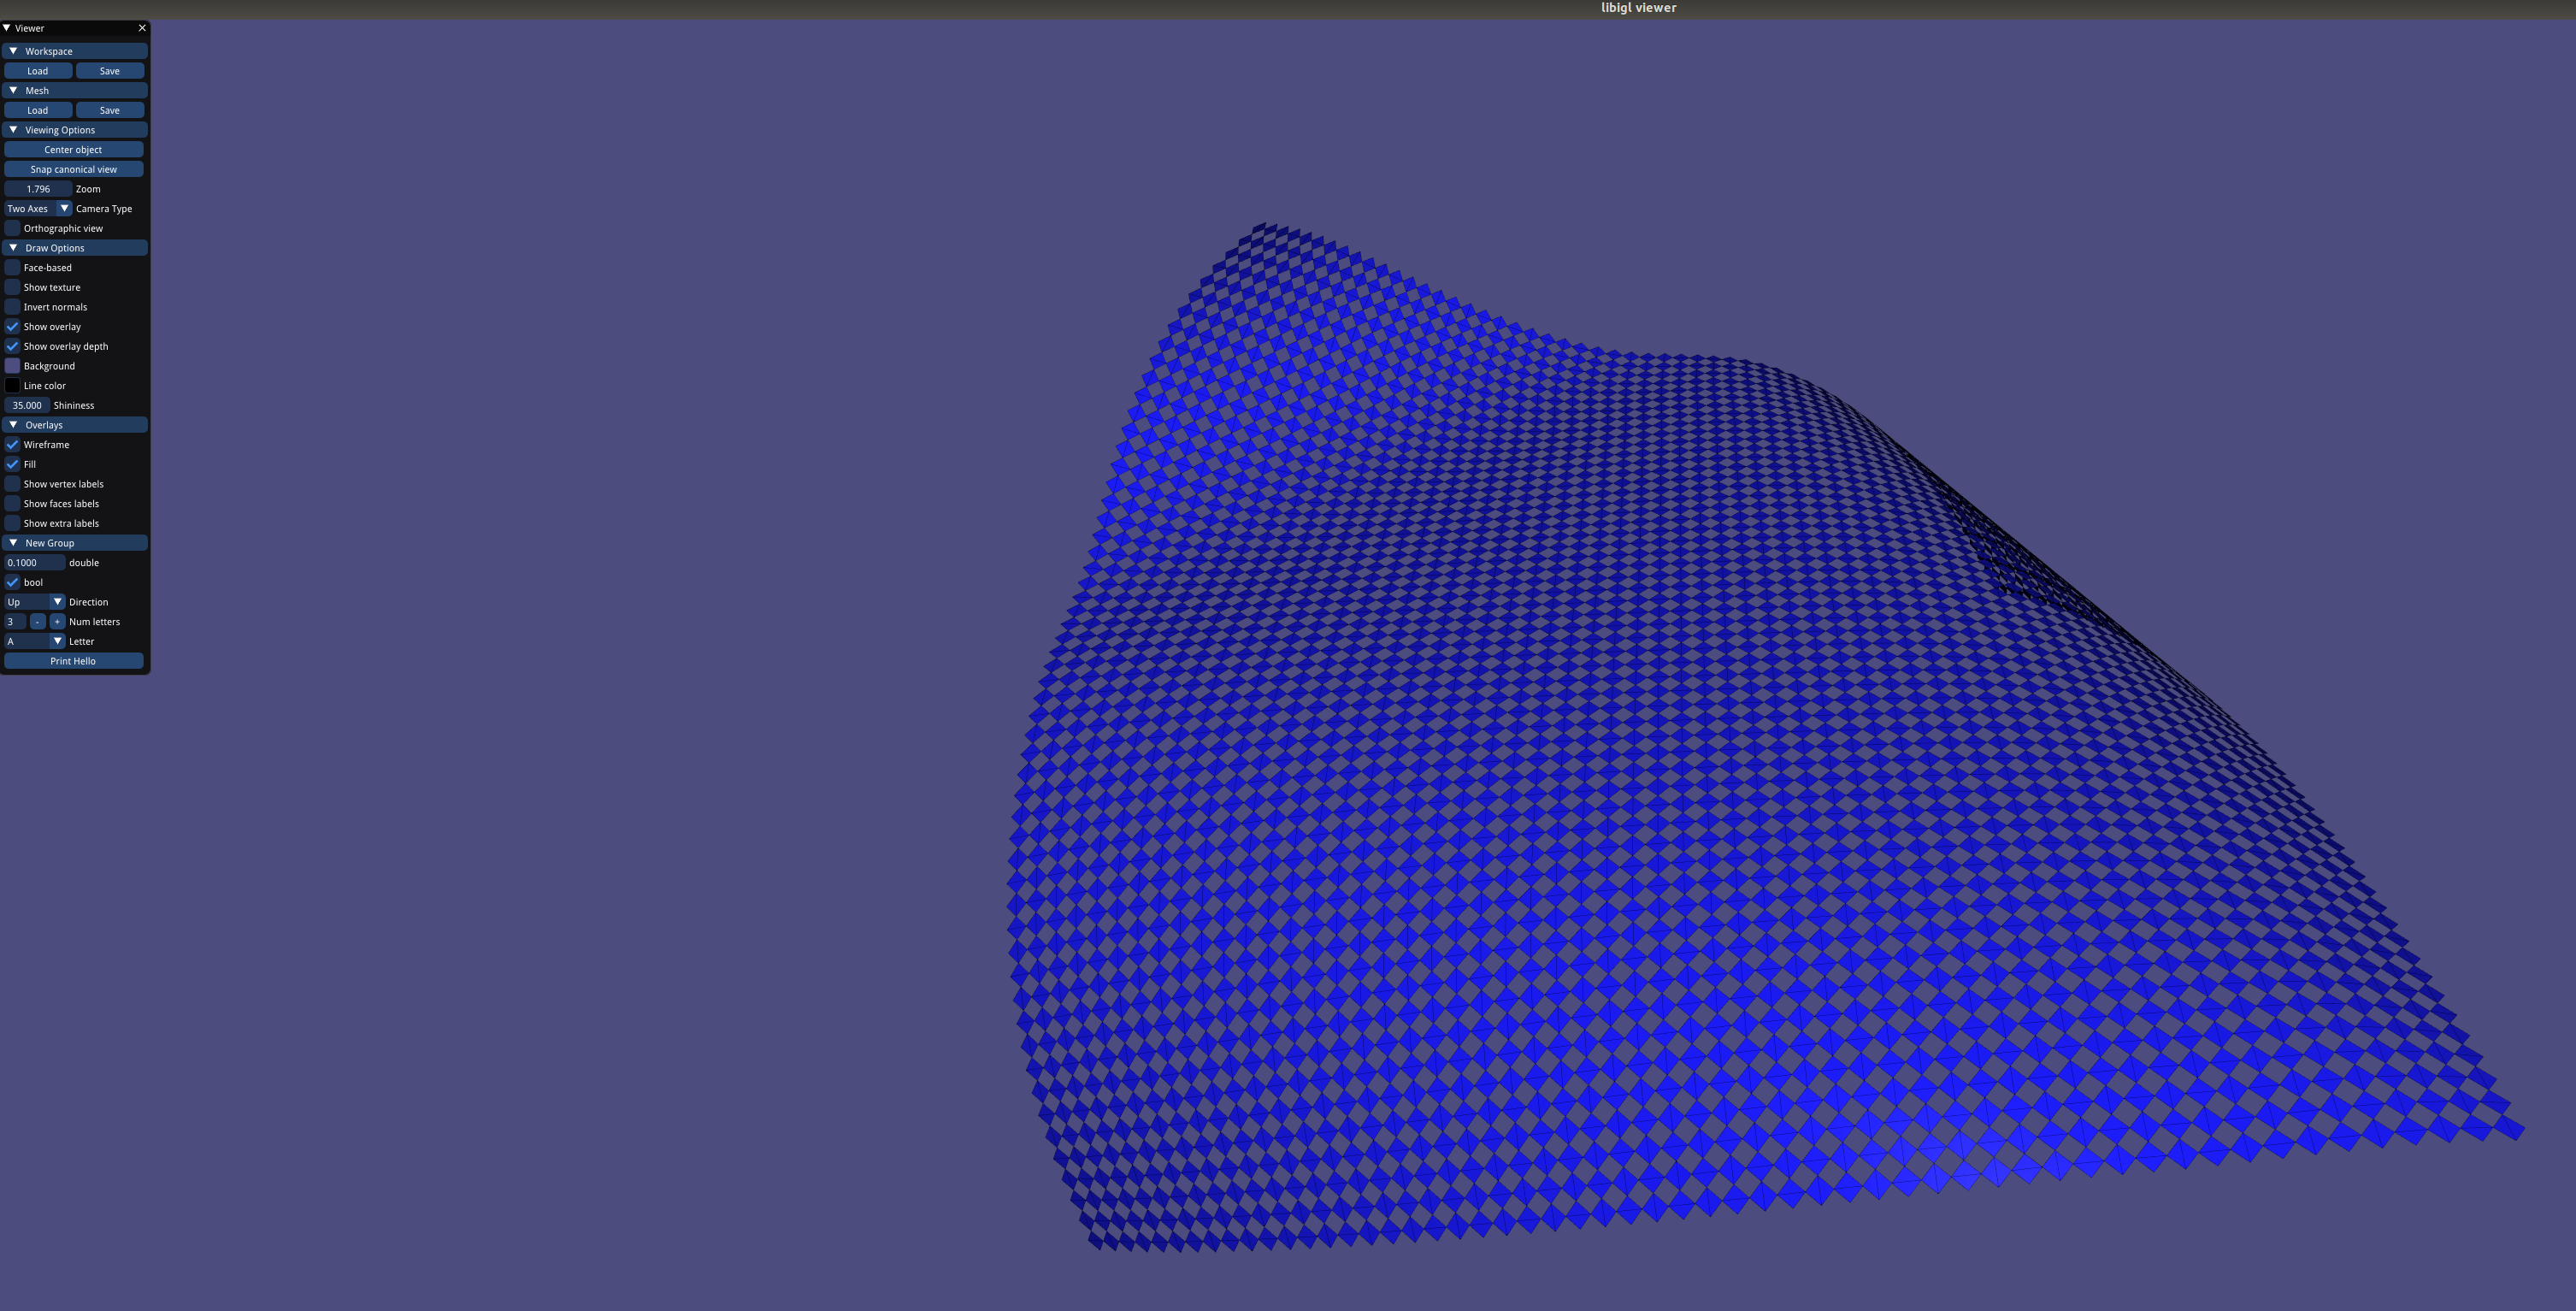 libigl viewer
Viewer
Workspace
Load Save
Mesh
Load Save
Viewing Options
Center object
Snap canonical view
1.796 Zoom
Two Axes Camera Type
Orthographic view
Draw Options
Face-based
Show texture
Invert normals
Show overlay
Show overlay depth
Background
Line color
35.000 Shininess
Overlays
Wireframe
Fill
Show vertex labels
Show faces labels
Show extra labels
New Group
0.1000 double
bool
Up Direction
3 - + Num letters
A Letter
Print Hello